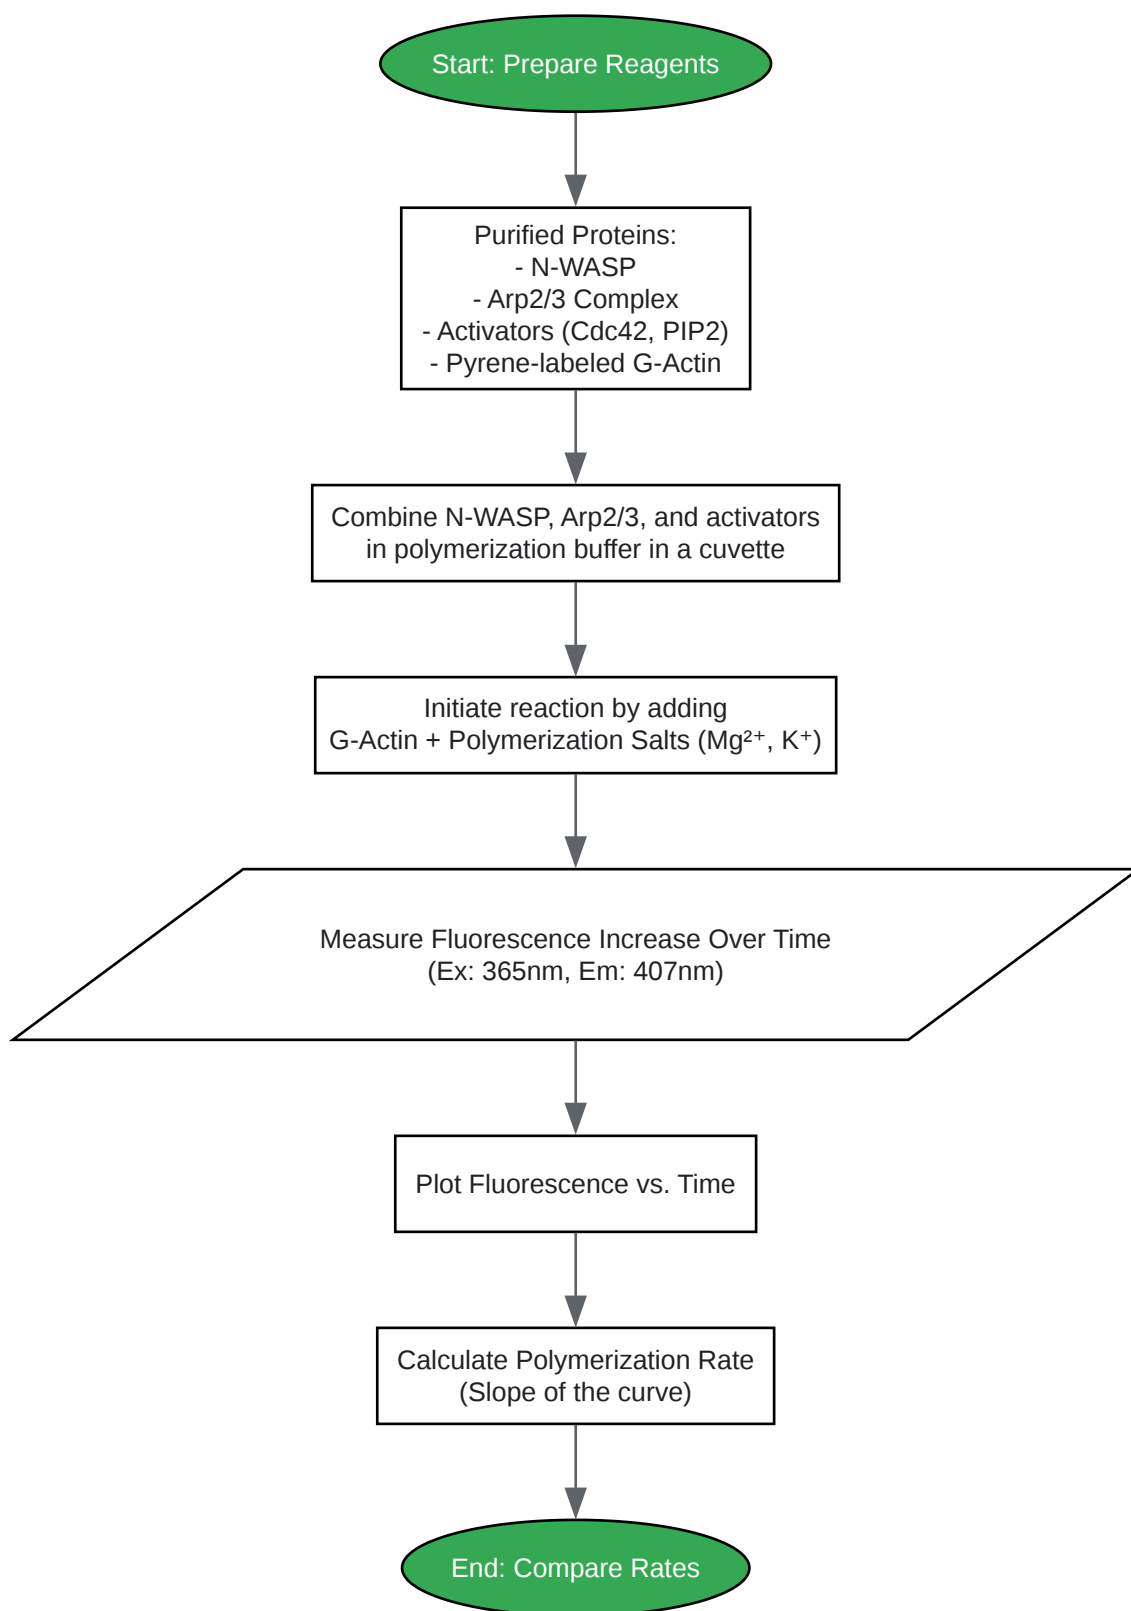 Start: Prepare Reagents
Purified Proteins:
- N-WASP
- Arp2/3 Complex
- Activators (Cdc42, PIP2)
- Pyrene-labeled G-Actin
Combine N-WASP, Arp2/3, and activators
in polymerization buffer in a cuvette
Initiate reaction by adding
G-Actin + Polymerization Salts (Mg²⁺, K⁺)
Measure Fluorescence Increase Over Time
(Ex: 365nm, Em: 407nm)
Plot Fluorescence vs. Time
Calculate Polymerization Rate
(Slope of the curve)
End: Compare Rates